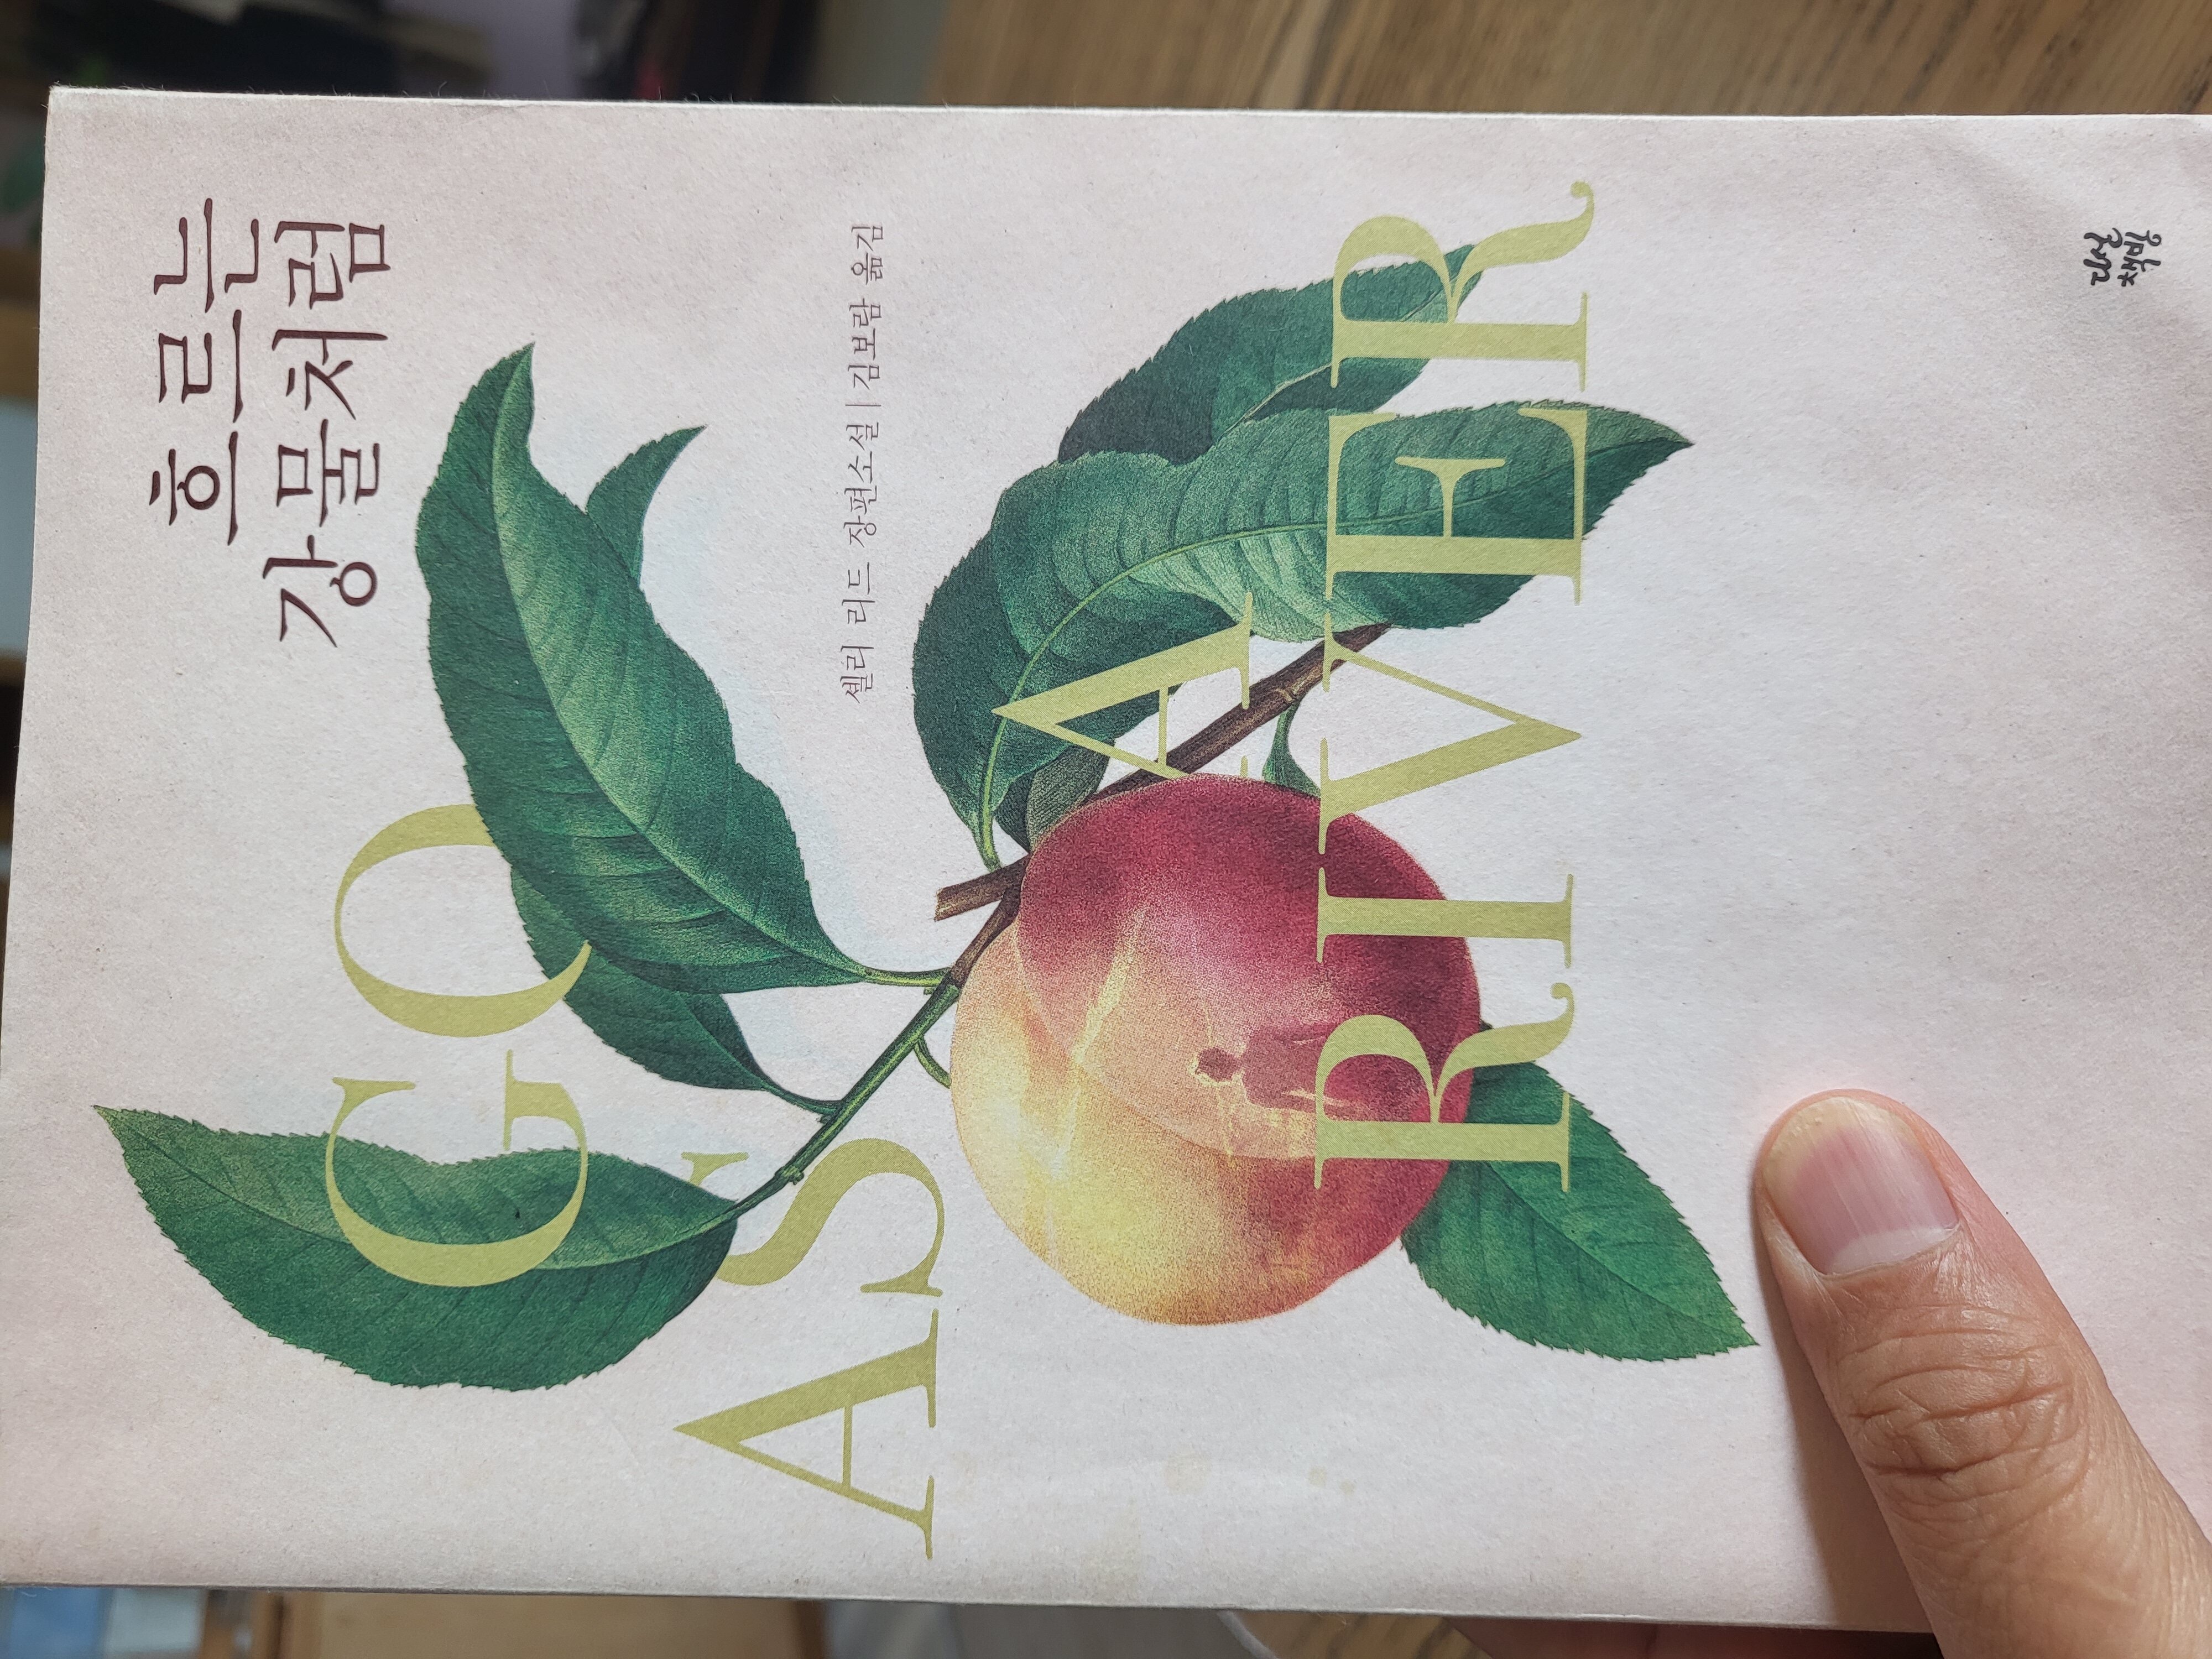 흐르는
강물처럼
GO
셸리 리드 장편소설 | 김보람 옮김
AS
A
RIVER
다산
책방